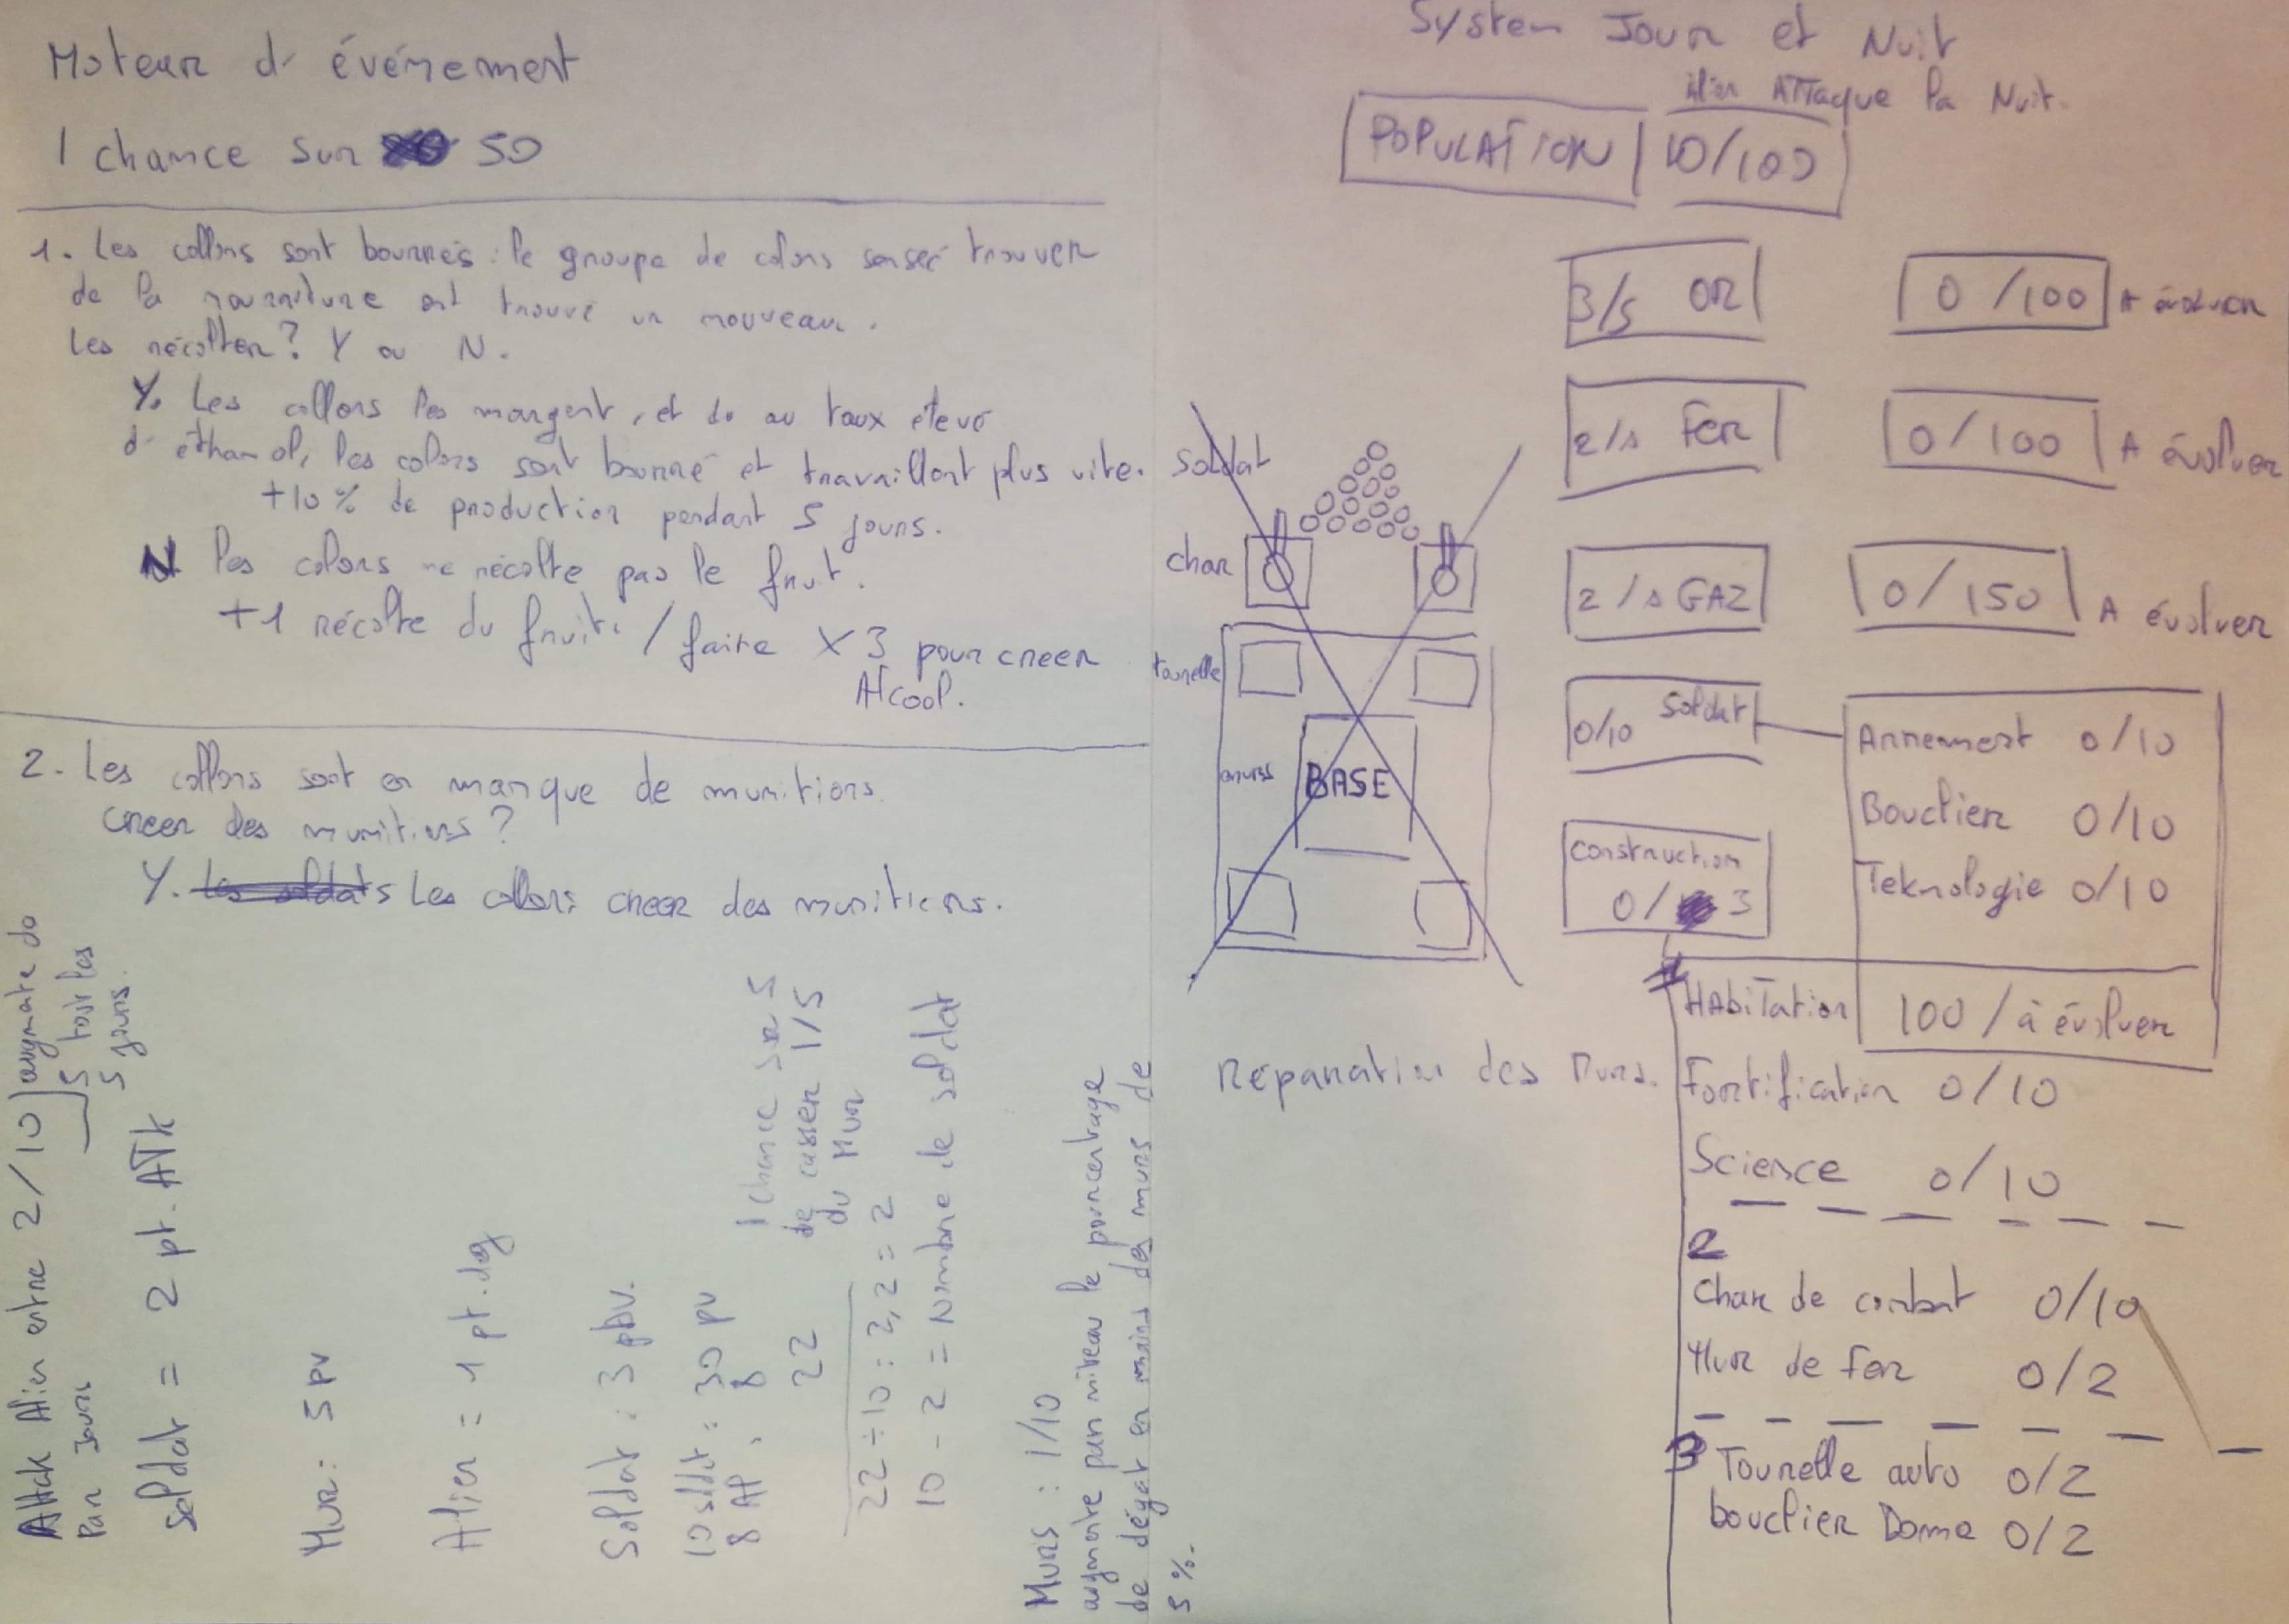 Moteur d'événement
1 chance sur 50
1. Les collons sont bourrés : le groupe de colons sensé trouver
de la nourriture ont trouvé un nouveau.
Les récolter? Y ou N.
Y. Les collons les mangent, et du au taux élevé
d'éthanol, les colons sont bourré et travaillent plus vite.
+10% de production pendant 5 jours.
N les colons ne récolte pas le fruit.
+1 récolte du fruit. / faire X 3 pour creer
Alcool.
2. Les collons sont en manque de munitions.
creer des munitions?
Y. Les collons creer des munitions.
Attak Alien entre 2/10
Par Jours
augmente de
5 tout les
5 jours.
Soldat = 2 pt. ATk
Mur : 5 PV
Alien = 1 pt. deg
Soldat : 3 pdv.
10 soldat : 30 PV
8 Al. 8
22
1 chance sur 5
de casser 1/5
du Mur
22 ÷ 10 : 2,2 = 2
10 - 2 = Nombre de soldat
Murs : 1/10
augmente par niveau le pourcentage
de dégat en moins des murs de
5%.
System Jour et Nuit
Alien ATTaque la Nuit.
POPULATION 10/100
3/s OR
0 /100 A évoluer
2/s Fer
0/100 A évoluer
2/s GAZ
0/150 A évoluer
0/10 Soldat
Armement 0/10
Bouclier 0/10
Teknologie 0/10
Construction
0/ 3
Soldat
char
tourelle
murs
BASE
Réparation des Murs.
1
HAbiTation 100 / à évoluer
Fortification 0/10
Science 0/10
2
Char de combat 0/10
Mur de Fer 0/2
3
Tourelle auto 0/2
bouclier Dome 0/2